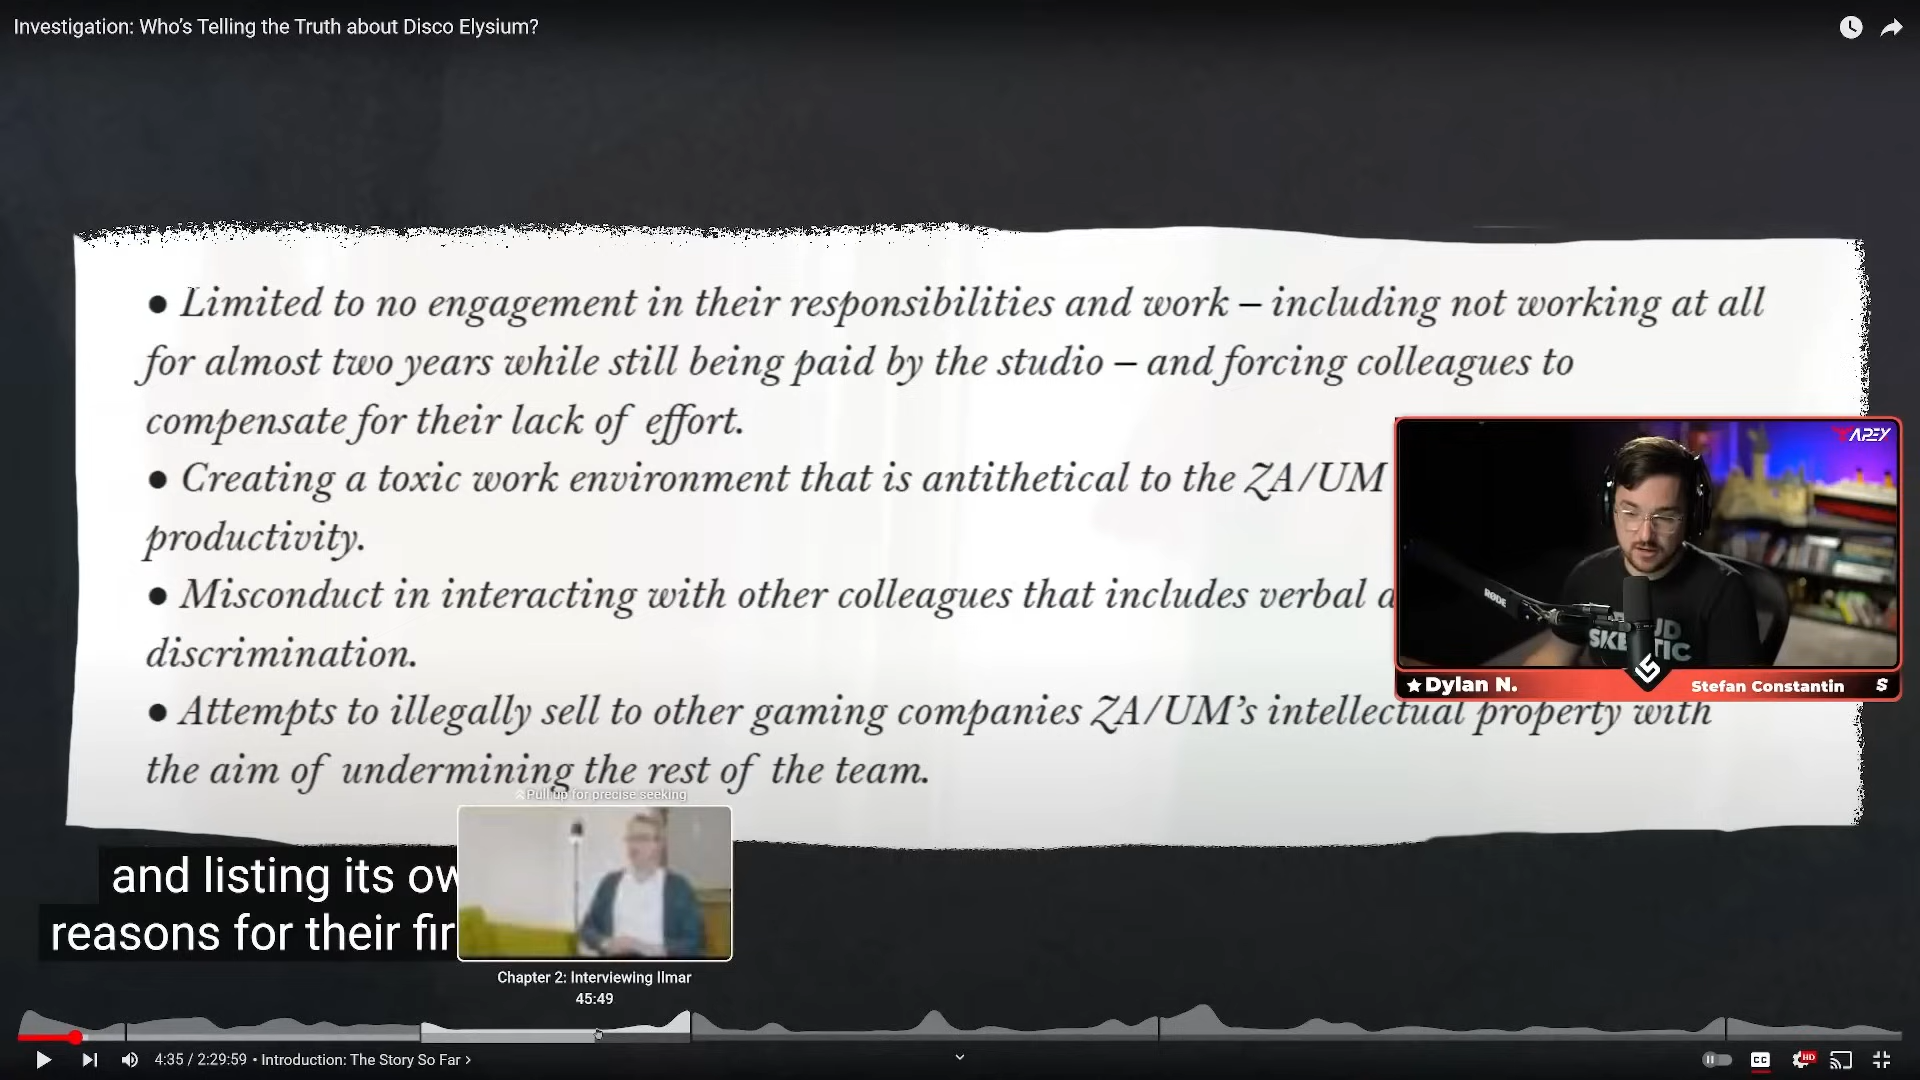 Investigation: Who's Telling the Truth about Disco Elysium?
● Limited to no engagement in their responsibilities and work – including not working at all
for almost two years while still being paid by the studio – and forcing colleagues to
compensate for their lack of effort.
● Creating a toxic work environment that is antithetical to the ZA/UM
productivity.
● Misconduct in interacting with other colleagues that includes verbal a
discrimination.
● Attempts to illegally sell to other gaming companies ZA/UM's intellectual property with
the aim of undermining the rest of the team.
APEY
RØDE
★ Dylan N.
Stefan Constantin $
Pull up for precise seeking
and listing its ow
reasons for their fir
Chapter 2: Interviewing Ilmar
45:49
4:35 / 2:29:59 • Introduction: The Story So Far ›
CC
HD